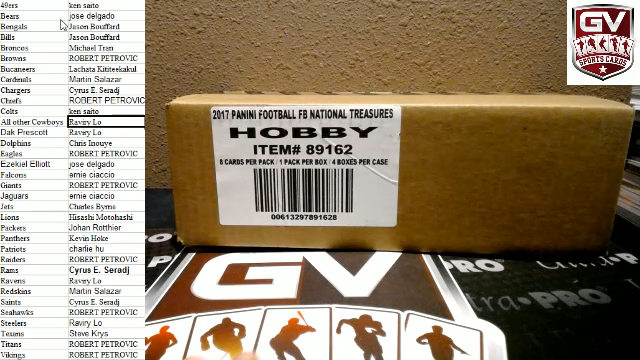 49ers ken saito
Bears jose delgado
Bengals Jason Bouffard
Bills Jason Bouffard
Broncos Michael Tran
Browns ROBERT PETROVIC
Bucaneers Lachata Kititeekakul
Cardinals Martin Salazar
Chargers Cyrus E. Seradj
Chiefs ROBERT PETROVIC
Colts ken saito
All other Cowboys Raviry Lo
Dak Prescott Ravery Lo
Dolphins Chris Inouye
Eagles ROBERT PETROVIC
Ezekiel Elliott jose delgado
Falcons ernie ciaccio
Giants ROBERT PETROVIC
Jaguars ernie ciaccio
Jets Charles Byrne
Lions Hisashi Motohashi
Packers Johan Rotthier
Panthers Kevin Hoke
Patriots charlie hu
Raiders ROBERT PETROVIC
Rams Cyrus E. Seradj
Ravens Ravery Lo
Redskins Martin Salazar
Saints Cyrus E. Seradj
Seahawks ROBERT PETROVIC
Steelers Raviry Lo
Texans Steve Krys
Titans ROBERT PETROVIC
Vikings ROBERT PETROVIC
2017 PANINI FOOTBALL FB NATIONAL TREASURES
HOBBY
ITEM# 89162
8 CARDS PER PACK / 1 PACK PER BOX / 4 BOXES PER CASE
00613297891628
GV
SPORTS CARDS
GV
PRO